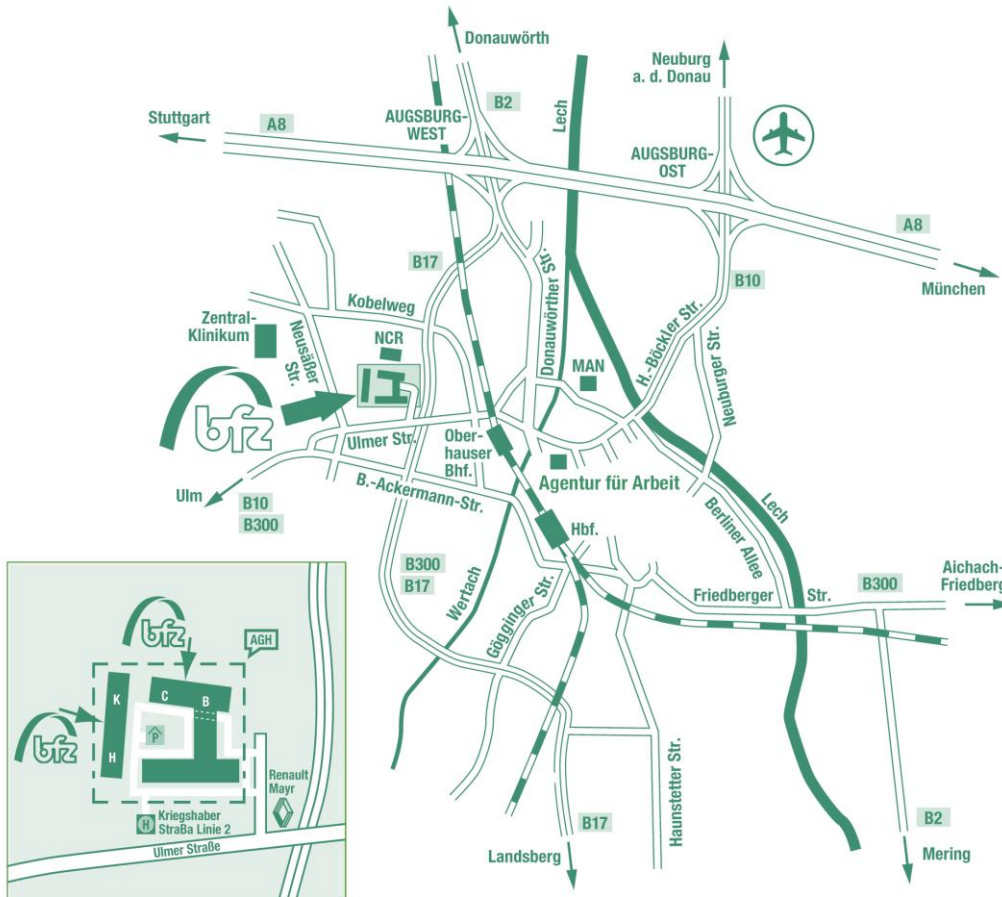 Donauwörth
Neuburg
a. d. Donau
B2
Lech
Stuttgart
A8
AUGSBURG-
WEST
AUGSBURG-
OST
A8
München
B17
B10
Kobelweg
Zentral-
Klinikum
Neusäßer
Str.
NCR
Donauwörther Str.
MAN
H.-Böckler Str.
Neuburger Str.
bfz
Ulmer Str.
Ober-
hauser
Bhf.
Agentur für Arbeit
B.-Ackermann-Str.
Ulm
B10
B300
Berliner Allee
Lech
Hbf.
B300
B17
Wertach
Gögginger Str.
Friedberger Str.
B300
Aichach-
Friedberg
Haunstetter Str.
B17
Landsberg
B2
Mering
bfz
AGH
K
C
B
bfz
P
H
Renault
Mayr
H
Kriegshaber
StraBa Linie 2
Ulmer Straße